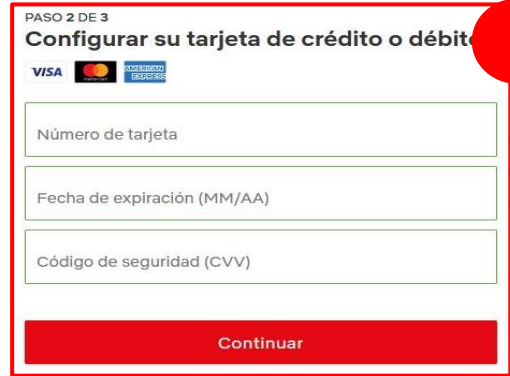 PASO 2 DE 3
Configurar su tarjeta de crédito o débito
VISA
AMERICAN
EXPRESS
Número de tarjeta
Fecha de expiración (MM/AA)
Código de seguridad (CVV)
Continuar